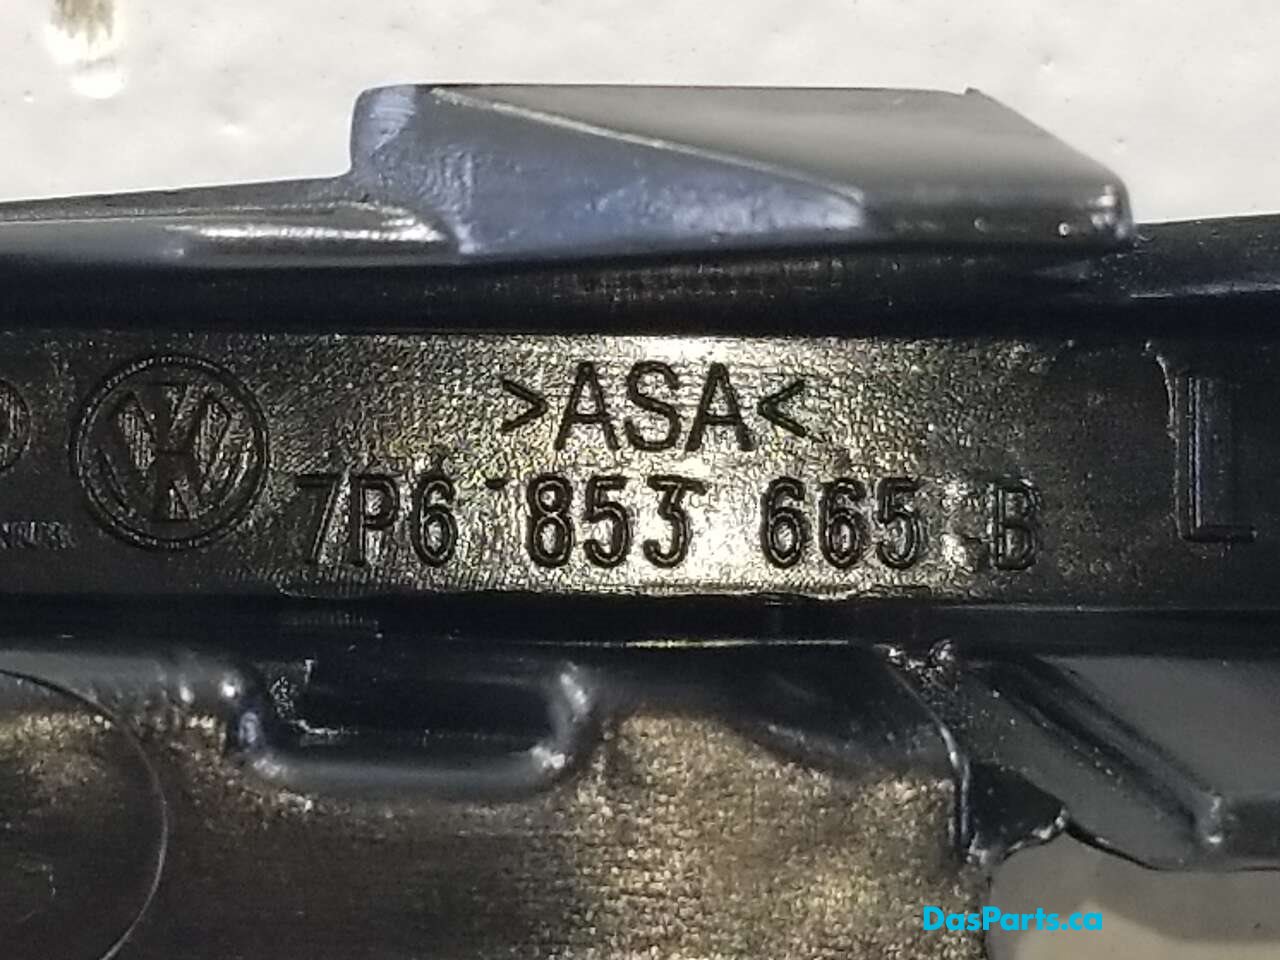 >ASA<
7P6 853 665 B
L
DasParts.ca